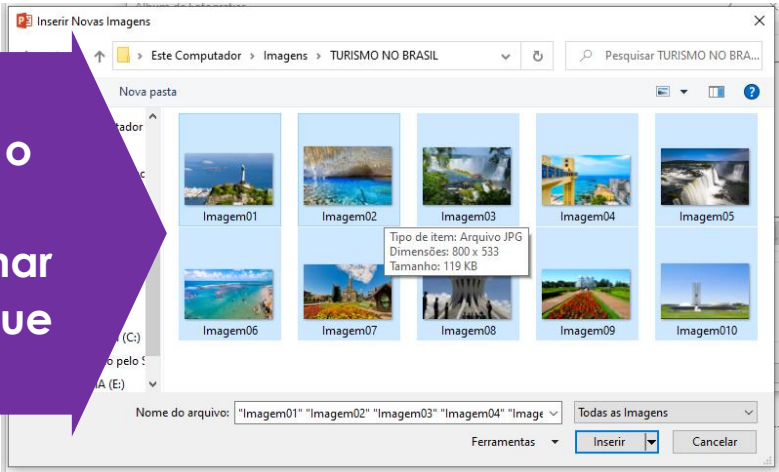 Inserir Novas Imagens
Este Computador > Imagens > TURISMO NO BRASIL
Pesquisar TURISMO NO BRA...
Nova pasta
tador
o
nar
ue
Imagem01
Imagem02
Imagem03
Imagem04
Imagem05
Tipo de item: Arquivo JPG
Dimensões: 800 x 533
Tamanho: 119 KB
Imagem06
Imagem07
Imagem08
Imagem09
Imagem010
(C:)
o pelo S
IA (E:)
Nome do arquivo: "Imagem01" "Imagem02" "Imagem03" "Imagem04" "Image
Todas as Imagens
Ferramentas
Inserir
Cancelar